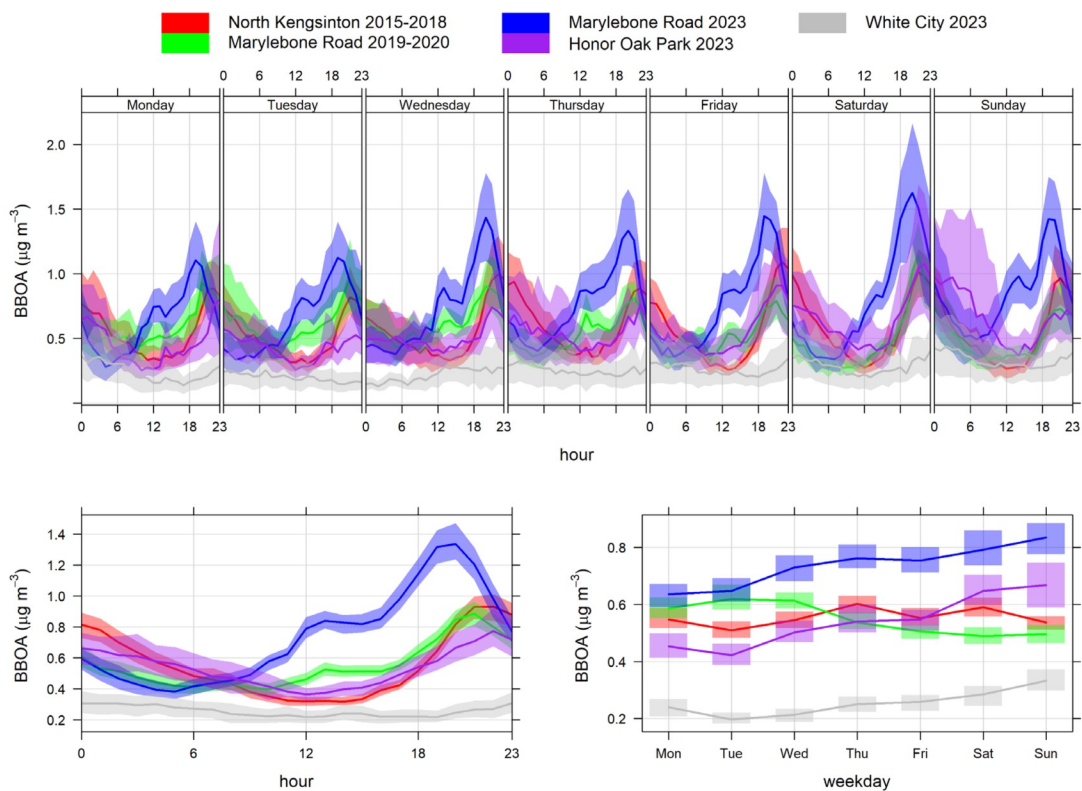 North Kengsinton 2015-2018 Marylebone Road 2023 White City 2023
Marylebone Road 2019-2020 Honor Oak Park 2023
0 6 12 18 23 0 6 12 18 23 0 6 12 18 23
Monday Tuesday Wednesday Thursday Friday Saturday Sunday
2.0
1.5
1.0
0.5
BBOA (µg m⁻³)
0 6 12 18 23 0 6 12 18 23 0 6 12 18 23 0 6 12 18 23
hour
1.4
1.2
1.0
0.8
0.6
0.4
0.2
BBOA (µg m⁻³)
0 6 12 18 23
hour
0.8
0.6
0.4
0.2
BBOA (µg m⁻³)
Mon Tue Wed Thu Fri Sat Sun
weekday